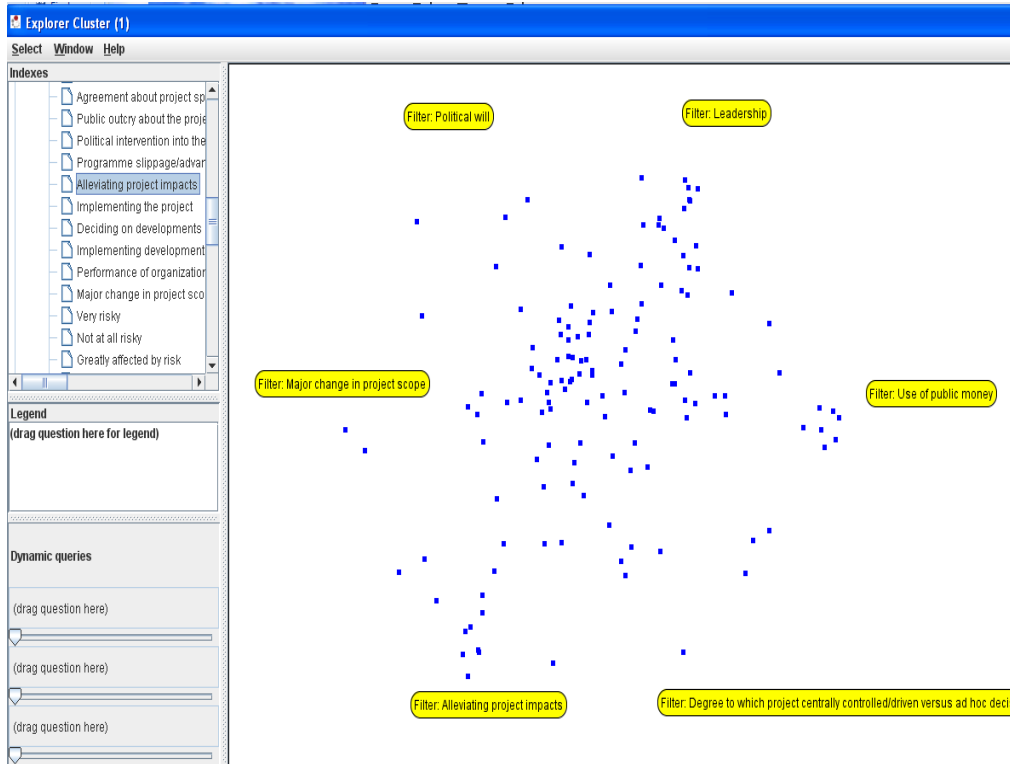 Explorer Cluster (1)
Select Window Help
Indexes
Agreement about project sp
Public outcry about the proje
Political intervention into the
Programme slippage/advar
Alleviating project impacts
Implementing the project
Deciding on developments
Implementing development
Performance of organization
Major change in project sco
Very risky
Not at all risky
Greatly affected by risk
Legend
(drag question here for legend)
Dynamic queries
(drag question here)
(drag question here)
(drag question here)
Filter: Political will
Filter: Leadership
Filter: Major change in project scope
Filter: Use of public money
Filter: Alleviating project impacts
Filter: Degree to which project centrally controlled/driven versus ad hoc deci